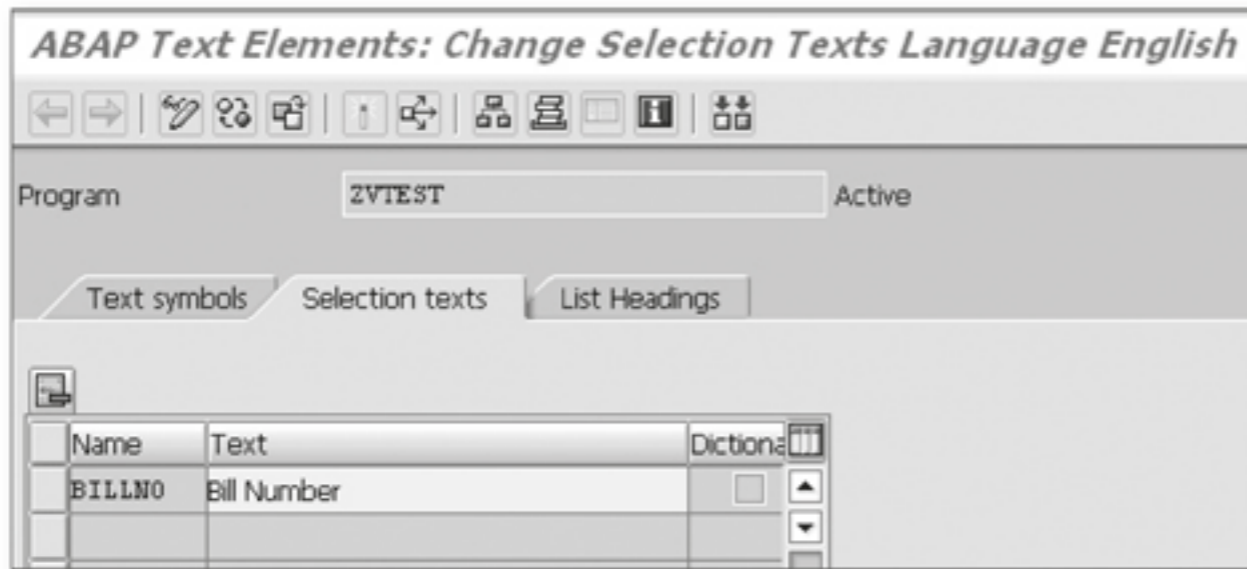 ABAP Text Elements: Change Selection Texts Language English
Program ZVTEST Active
Text symbols Selection texts List Headings
Name Text Dictiona
BILLNO Bill Number